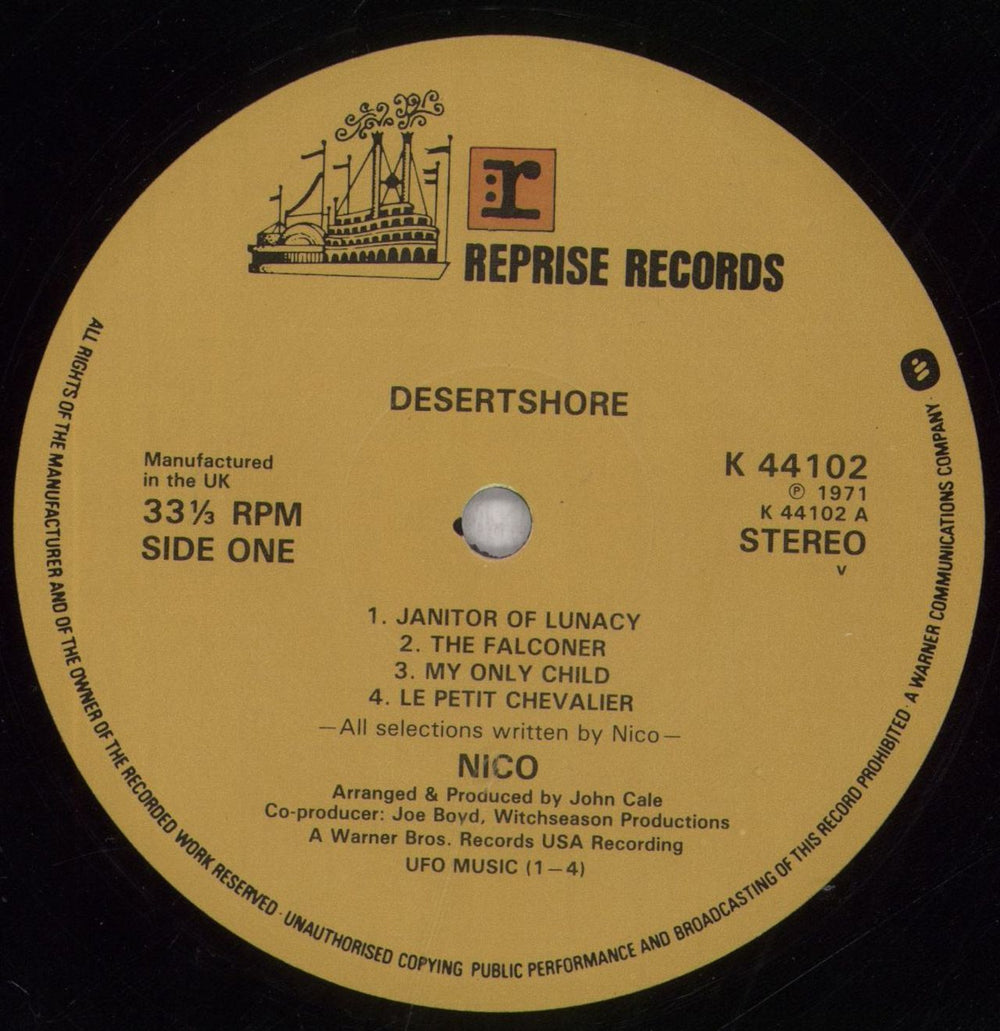 r
REPRISE RECORDS
DESERTSHORE
Manufactured
in the UK
33⅓ RPM
SIDE ONE
K 44102
℗ 1971
K 44102 A
STEREO
V
1. JANITOR OF LUNACY
2. THE FALCONER
3. MY ONLY CHILD
4. LE PETIT CHEVALIER
—All selections written by Nico—
NICO
Arranged & Produced by John Cale
Co-producer: Joe Boyd, Witchseason Productions
A Warner Bros. Records USA Recording
UFO MUSIC (1—4)
ALL RIGHTS OF THE MANUFACTURER AND OF THE OWNER OF THE RECORDED WORK RESERVED · UNAUTHORISED COPYING PUBLIC PERFORMANCE AND BROADCASTING OF THIS RECORD PROHIBITED · A WARNER COMMUNICATIONS COMPANY ·